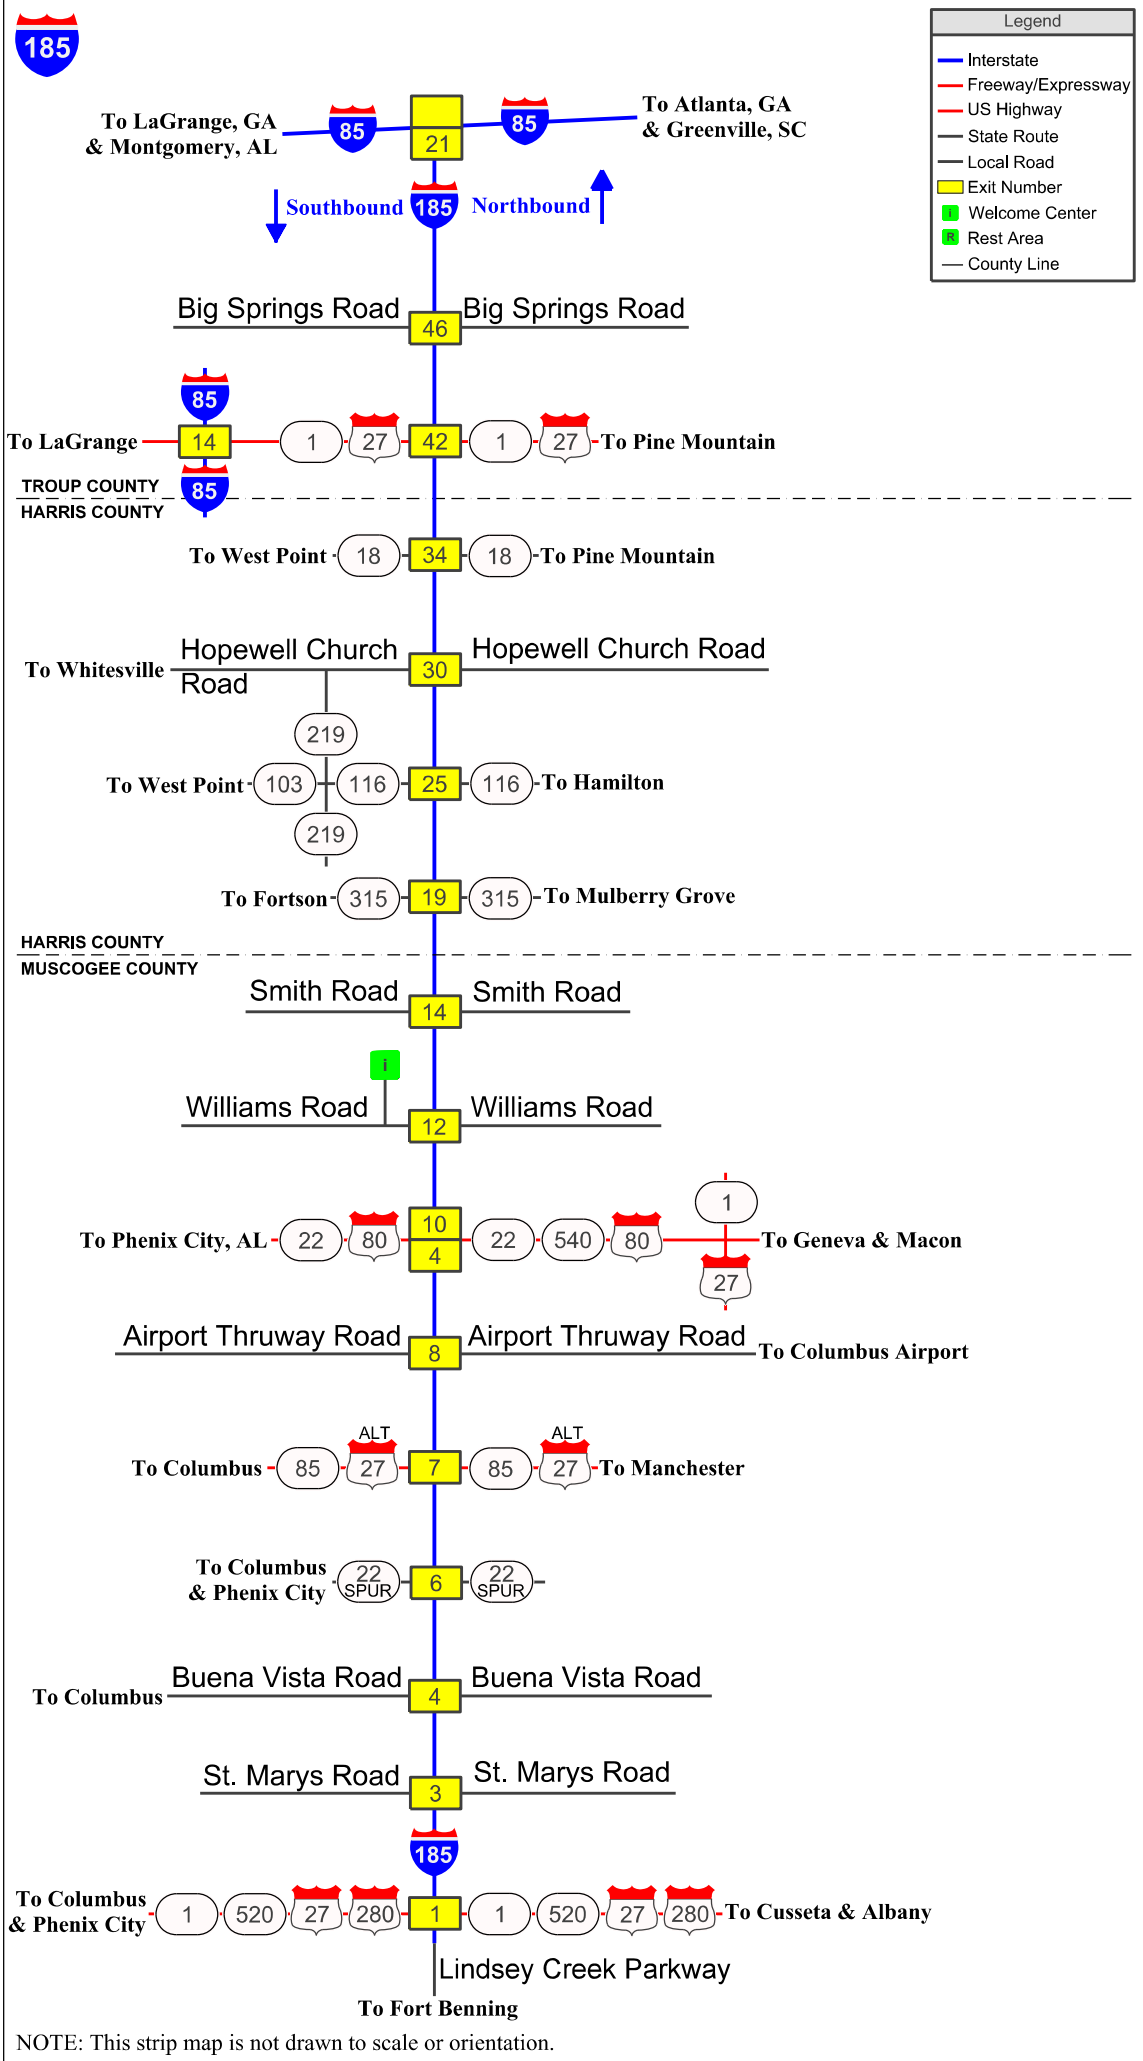 185
Legend
Interstate
Freeway/Expressway
US Highway
State Route
Local Road
Exit Number
i Welcome Center
R Rest Area
County Line
To LaGrange, GA
& Montgomery, AL
85
21
85
To Atlanta, GA
& Greenville, SC
Southbound 185 Northbound
Big Springs Road 46 Big Springs Road
85
To LaGrange 14 1 27 42 1 27 To Pine Mountain
85
TROUP COUNTY
HARRIS COUNTY
To West Point 18 34 18 To Pine Mountain
To Whitesville Hopewell Church
Road
30 Hopewell Church Road
219
To West Point 103 116 25 116 To Hamilton
219
To Fortson 315 19 315 To Mulberry Grove
HARRIS COUNTY
MUSCOGEE COUNTY
Smith Road 14 Smith Road
i
Williams Road 12 Williams Road
1
10
To Phenix City, AL 22 80 4 22 540 80 To Geneva & Macon
27
Airport Thruway Road 8 Airport Thruway Road To Columbus Airport
ALT ALT
To Columbus 85 27 7 85 27 To Manchester
To Columbus
& Phenix City
22
SPUR
6
22
SPUR
To Columbus Buena Vista Road 4 Buena Vista Road
St. Marys Road 3 St. Marys Road
185
To Columbus
& Phenix City
1 520 27 280 1 1 520 27 280 To Cusseta & Albany
Lindsey Creek Parkway
To Fort Benning
NOTE: This strip map is not drawn to scale or orientation.